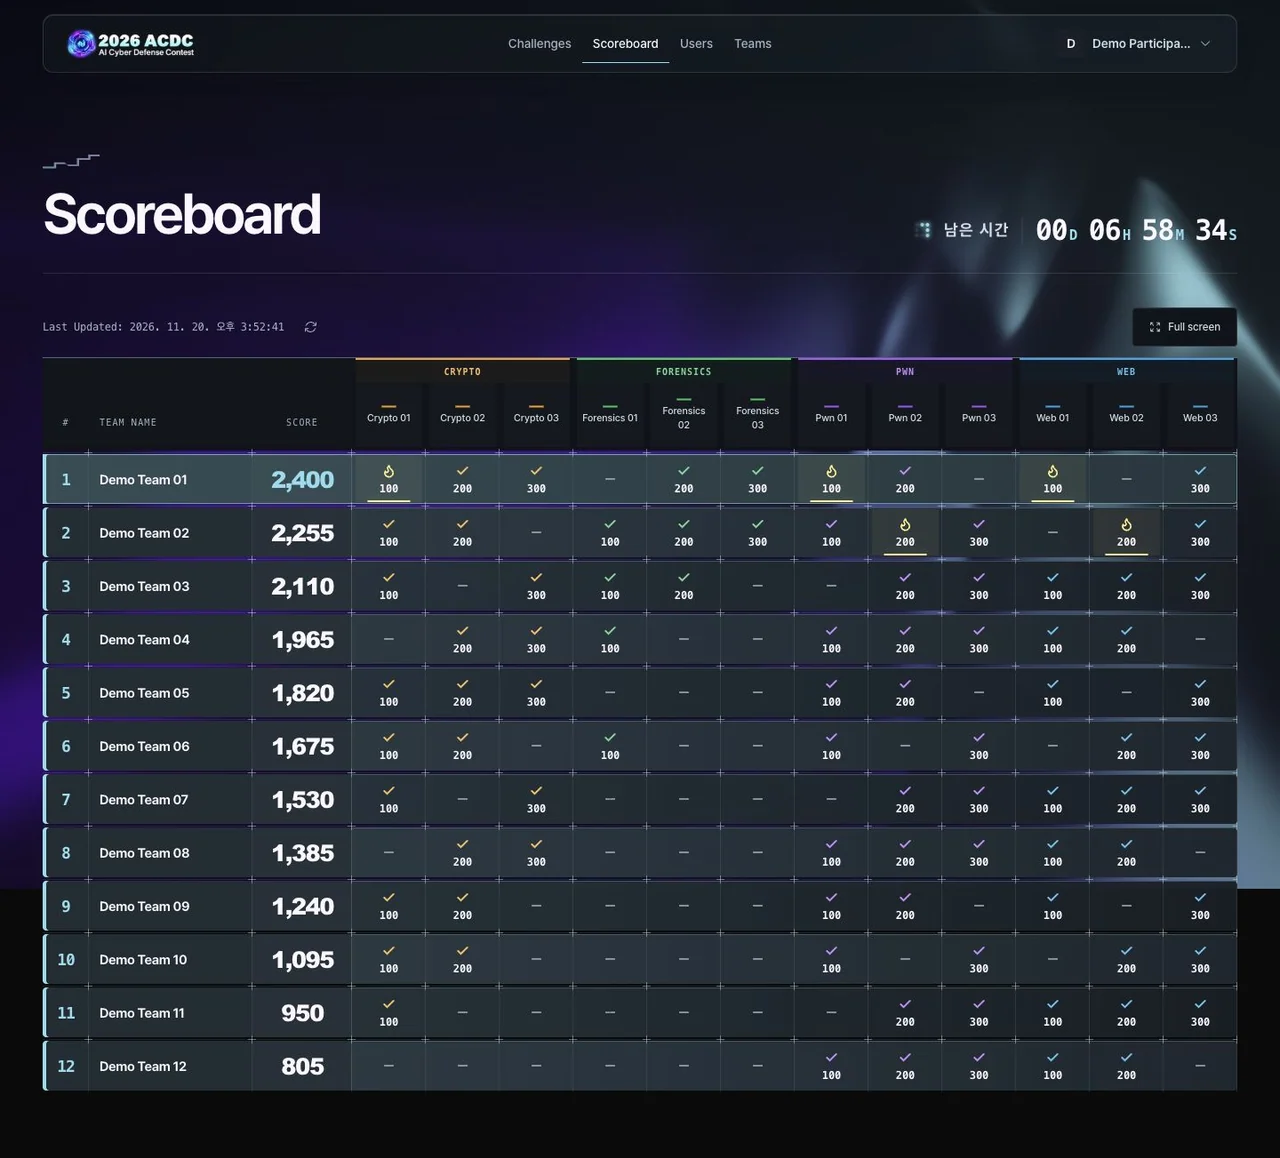 2026 ACDC
AI Cyber Defense Contest
Challenges Scoreboard Users Teams
D Demo Participa...
Scoreboard
남은 시간 00D 06H 58M 34S
Last Updated: 2026. 11. 20. 오후 3:52:41
Full screen
CRYPTO FORENSICS PWN WEB
# TEAM NAME SCORE Crypto 01 Crypto 02 Crypto 03 Forensics 01 Forensics 02 Forensics 03 Pwn 01 Pwn 02 Pwn 03 Web 01 Web 02 Web 03
1 Demo Team 01 2,400 100 200 300 — 200 300 100 200 — 100 — 300
2 Demo Team 02 2,255 100 200 — 100 200 300 100 200 300 — 200 300
3 Demo Team 03 2,110 100 — 300 100 200 — — 200 300 100 200 300
4 Demo Team 04 1,965 — 200 300 100 — — 100 200 300 100 200 —
5 Demo Team 05 1,820 100 200 300 — — — 100 200 — 100 — 300
6 Demo Team 06 1,675 100 200 — 100 — — 100 — 300 — 200 300
7 Demo Team 07 1,530 100 — 300 — — — — 200 300 100 200 300
8 Demo Team 08 1,385 — 200 300 — — — 100 200 300 100 200 —
9 Demo Team 09 1,240 100 200 — — — — 100 200 — 100 — 300
10 Demo Team 10 1,095 100 200 — — — — 100 — 300 — 200 300
11 Demo Team 11 950 100 — — — — — — 200 300 100 200 300
12 Demo Team 12 805 — — — — — — 100 200 300 100 200 —